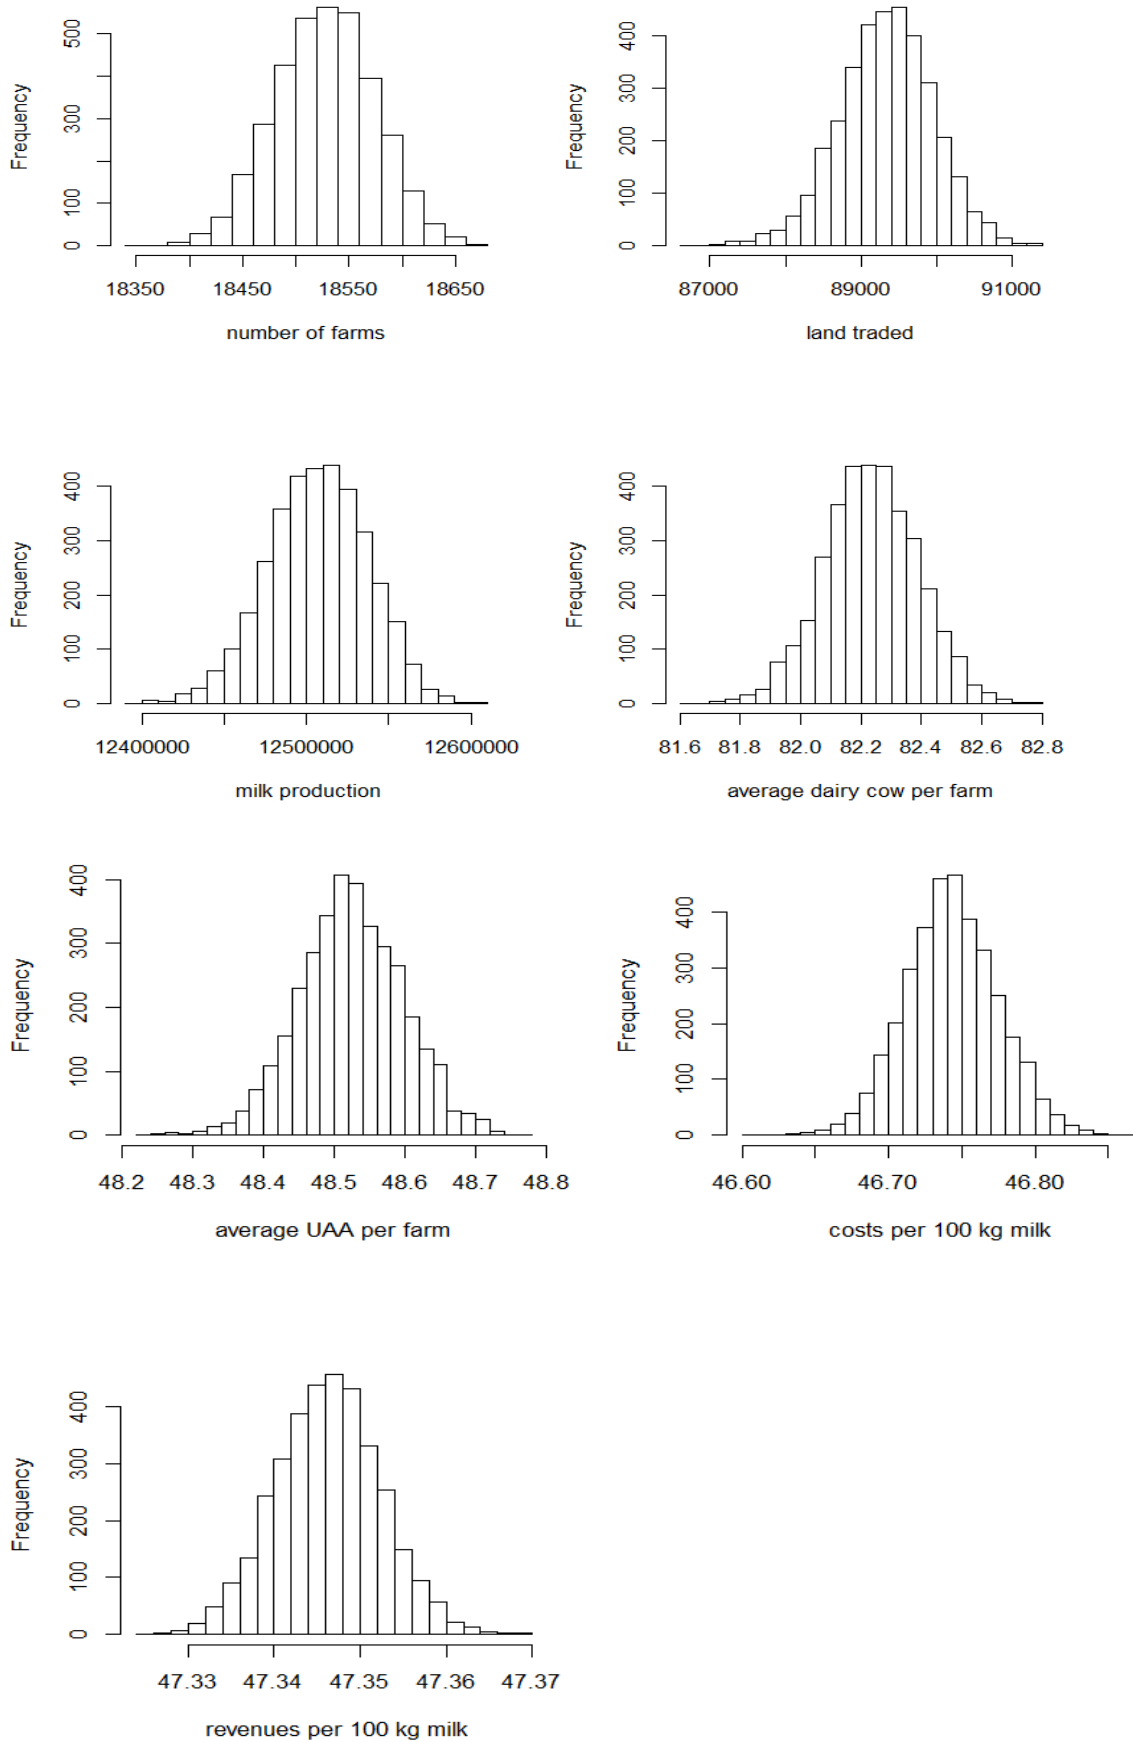 Frequency
500
300
100
0
18350 18450 18550 18650
number of farms
Frequency
400
300
200
100
0
87000 89000 91000
land traded
Frequency
400
300
200
100
0
12400000 12500000 12600000
milk production
Frequency
400
300
200
100
0
81.6 81.8 82.0 82.2 82.4 82.6 82.8
average dairy cow per farm
Frequency
400
300
200
100
0
48.2 48.3 48.4 48.5 48.6 48.7 48.8
average UAA per farm
Frequency
400
300
200
100
0
46.60 46.70 46.80
costs per 100 kg milk
Frequency
400
300
200
100
0
47.33 47.34 47.35 47.36 47.37
revenues per 100 kg milk